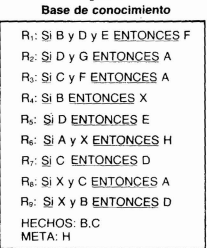 Base de conocimiento
R₁: Si B y D y E ENTONCES F
R₂: Si D y G ENTONCES A
R₃: Si C y F ENTONCES A
R₄: Si B ENTONCES X
R₅: Si D ENTONCES E
R₆: Si A y X ENTONCES H
R₇: Si C ENTONCES D
R₈: Si X y C ENTONCES A
R₉: Si X y B ENTONCES D
HECHOS: B.C
META: H